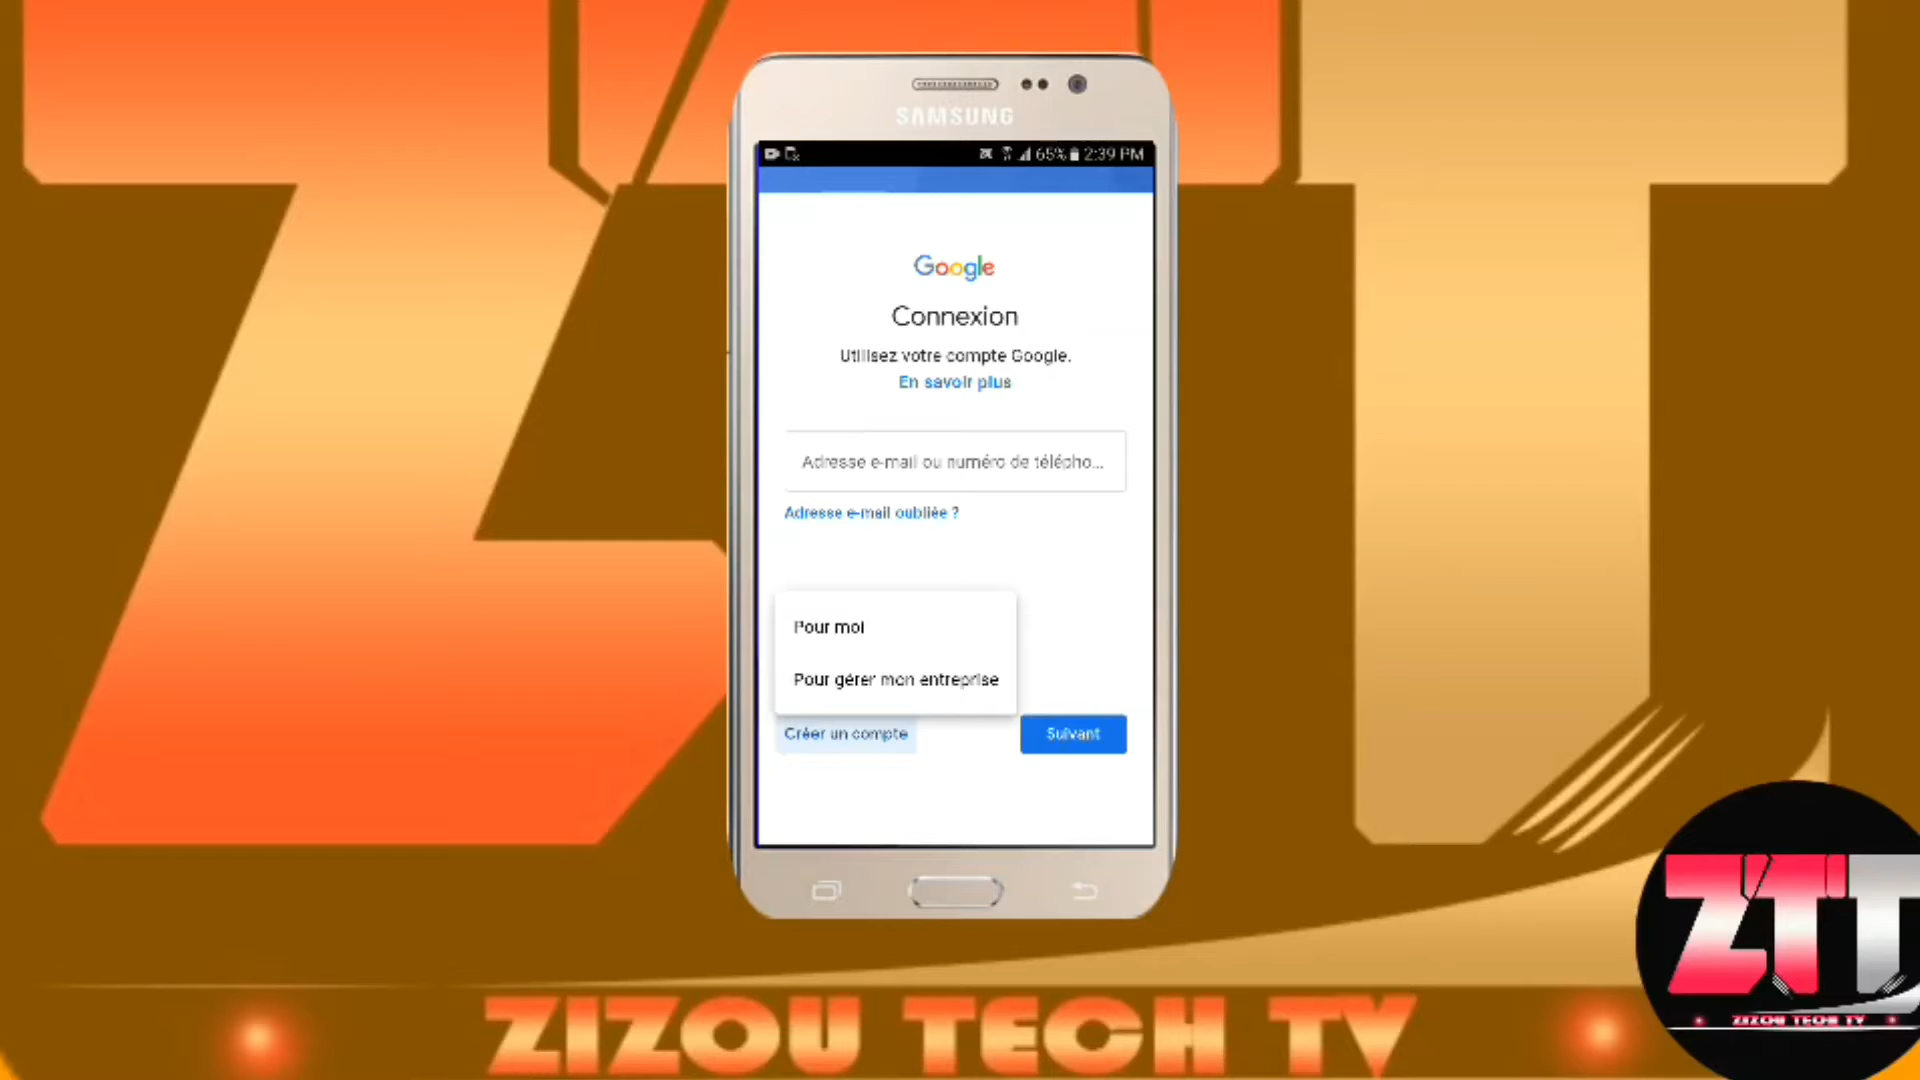 SAMSUNG
65% 2:39 PM
Google
Connexion
Utilisez votre compte Google.
En savoir plus
Adresse e-mail ou numéro de télépho...
Adresse e-mail oubliée ?
Pour moi
Pour gérer mon entreprise
Créer un compte
Suivant
ZTT
ZIZOU TECH TV
ZIZOU TECH TV